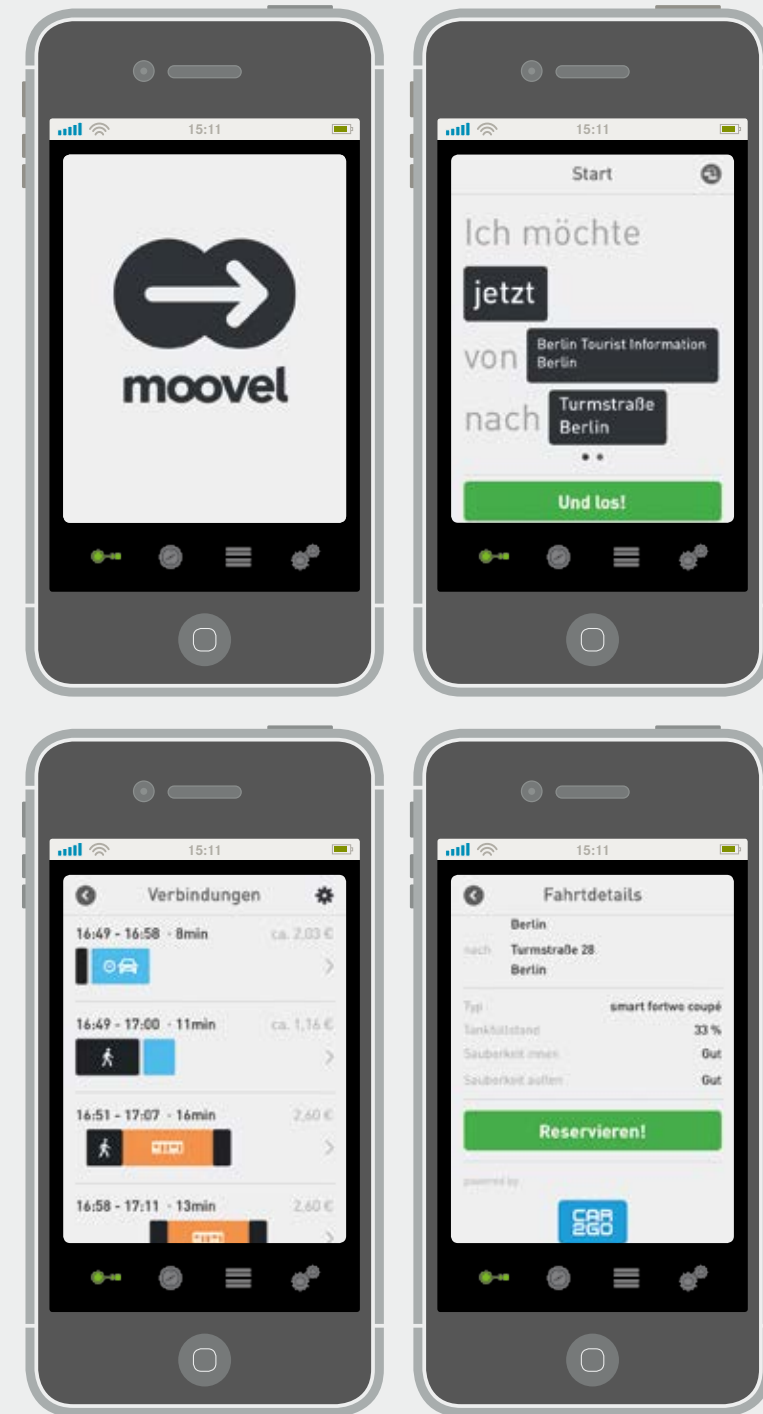 15:11
moovel
15:11
Start
Ich möchte
jetzt
von
Berlin Tourist Information
Berlin
nach
Turmstraße
Berlin
Und los!
15:11
Verbindungen
16:49 - 16:58 · 8min
ca. 2,03 €
16:49 - 17:00 · 11min
ca. 1,16 €
16:51 - 17:07 · 16min
2,60 €
16:58 - 17:11 · 13min
2,60 €
15:11
Fahrtdetails
Berlin
nach
Turmstraße 28
Berlin
Typ
smart fortwo coupé
Tankfüllstand
33 %
Sauberkeit innen
Gut
Sauberkeit außen
Gut
Reservieren!
powered by
CAR
2GO